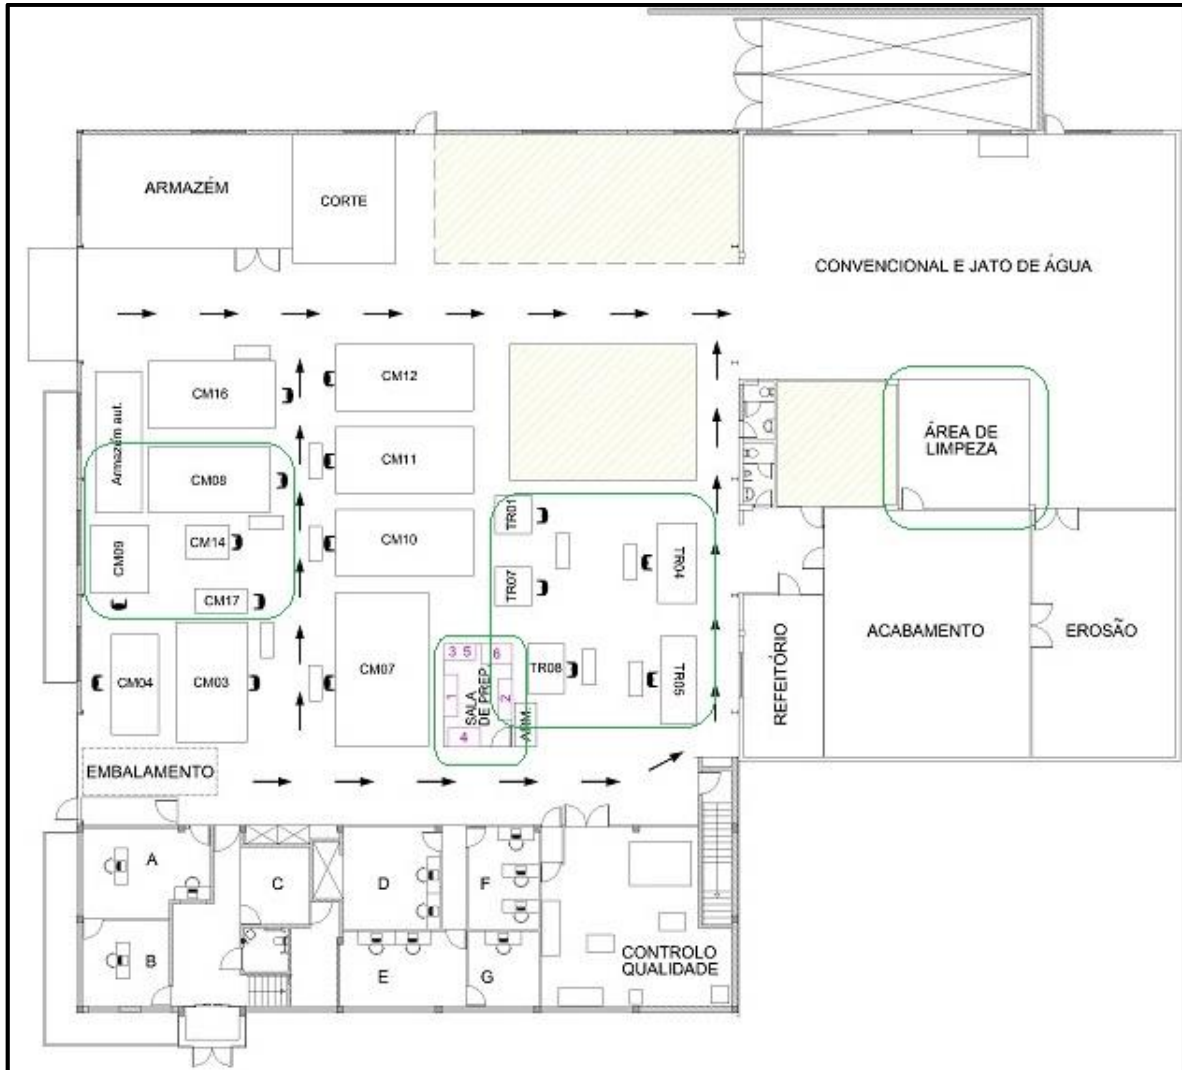 ARMAZÉM
CORTE
CONVENCIONAL E JATO DE ÁGUA
CM16
CM12
Armazém aut.
CM11
ÁREA DE
LIMPEZA
CM08
TR01
CM09
CM14
CM10
TR04
TR07
CM17
CM04
CM03
CM07
3 5 6
1
SALA
DE PREP.
2
4
ARM.
TR08
TR05
REFEITÓRIO
ACABAMENTO
EROSÃO
EMBALAMENTO
A
B
C
D
E
F
G
CONTROLO
QUALIDADE